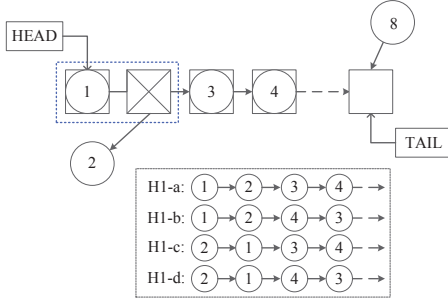 8
HEAD
1
3
4
2
TAIL
H1-a: 1 2 3 4
H1-b: 1 2 4 3
H1-c: 2 1 3 4
H1-d: 2 1 4 3